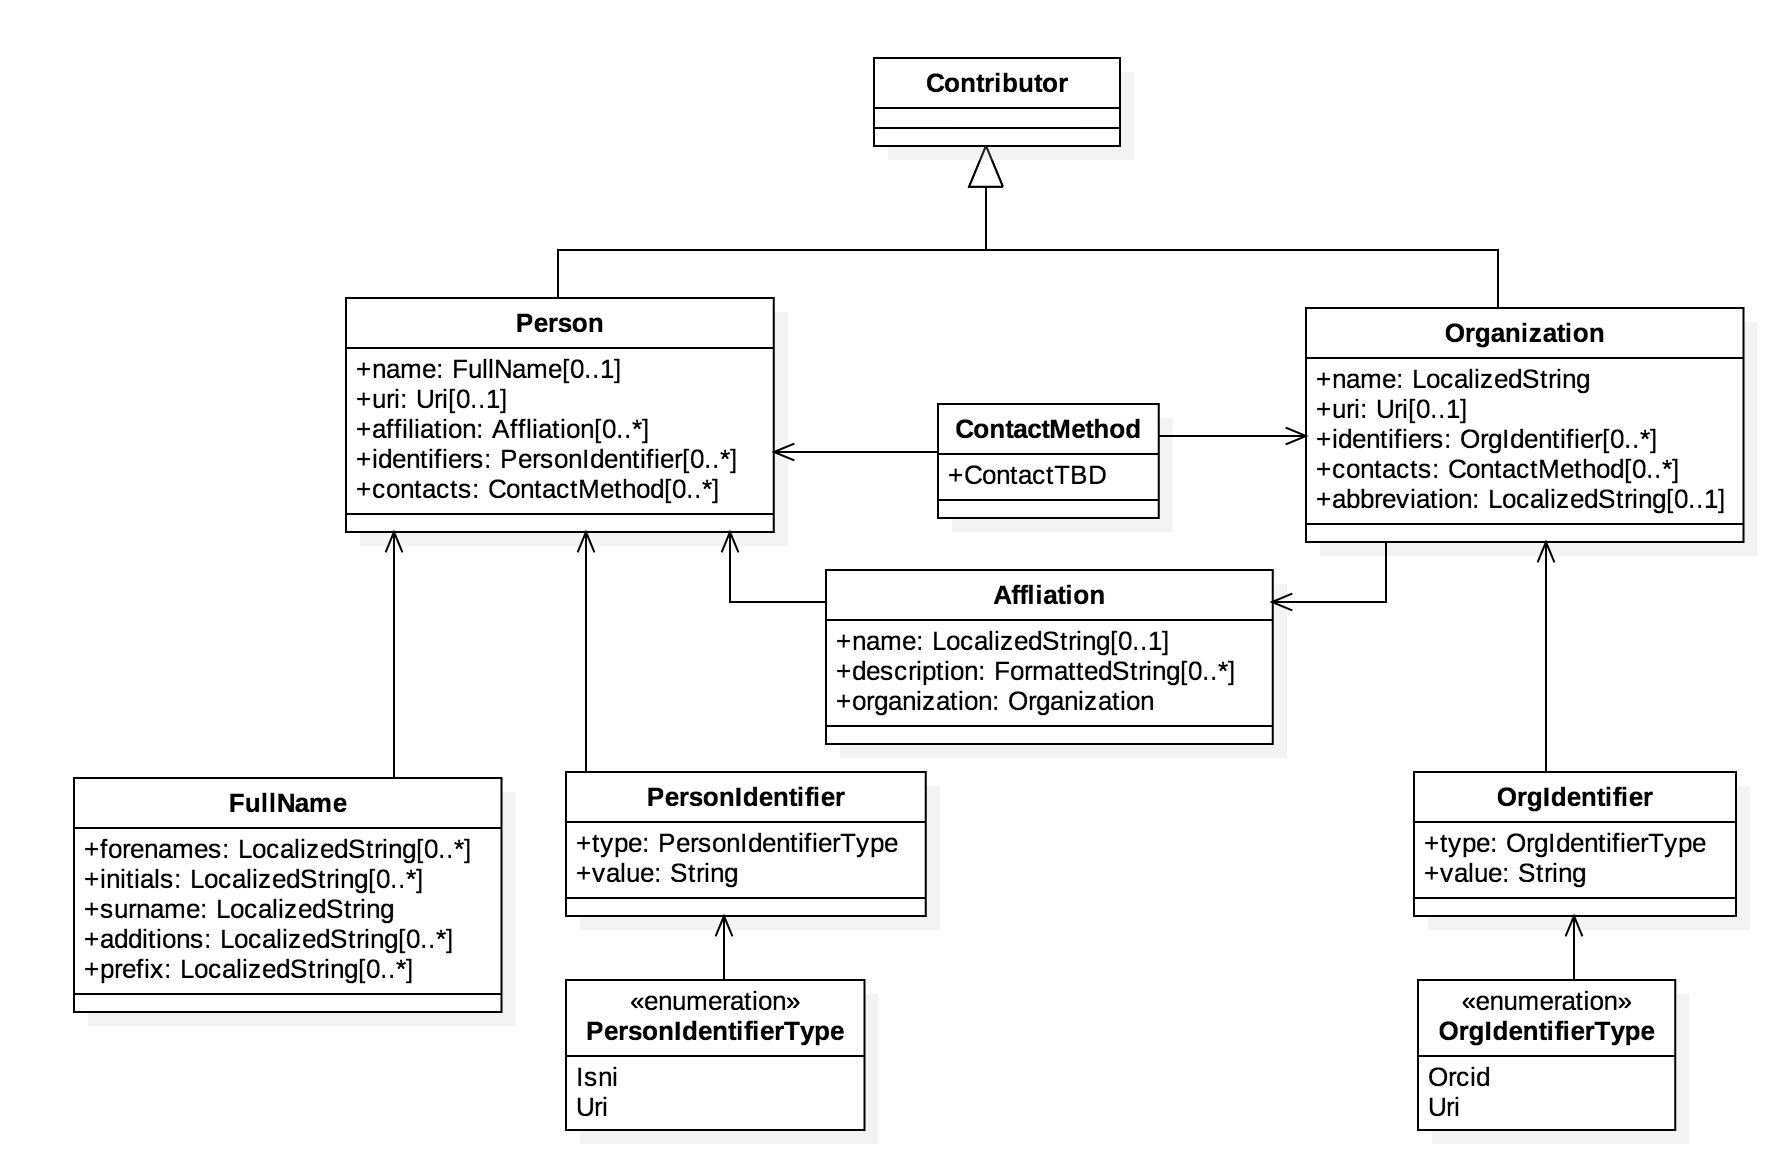 Contributor
Person
+name: FullName[0..1]
+uri: Uri[0..1]
+affiliation: Affliation[0..*]
+identifiers: PersonIdentifier[0..*]
+contacts: ContactMethod[0..*]
ContactMethod
+ContactTBD
Organization
+name: LocalizedString
+uri: Uri[0..1]
+identifiers: OrgIdentifier[0..*]
+contacts: ContactMethod[0..*]
+abbreviation: LocalizedString[0..1]
Affliation
+name: LocalizedString[0..1]
+description: FormattedString[0..*]
+organization: Organization
FullName
+forenames: LocalizedString[0..*]
+initials: LocalizedString[0..*]
+surname: LocalizedString
+additions: LocalizedString[0..*]
+prefix: LocalizedString[0..*]
PersonIdentifier
+type: PersonIdentifierType
+value: String
OrgIdentifier
+type: OrgIdentifierType
+value: String
«enumeration»
PersonIdentifierType
Isni
Uri
«enumeration»
OrgIdentifierType
Orcid
Uri